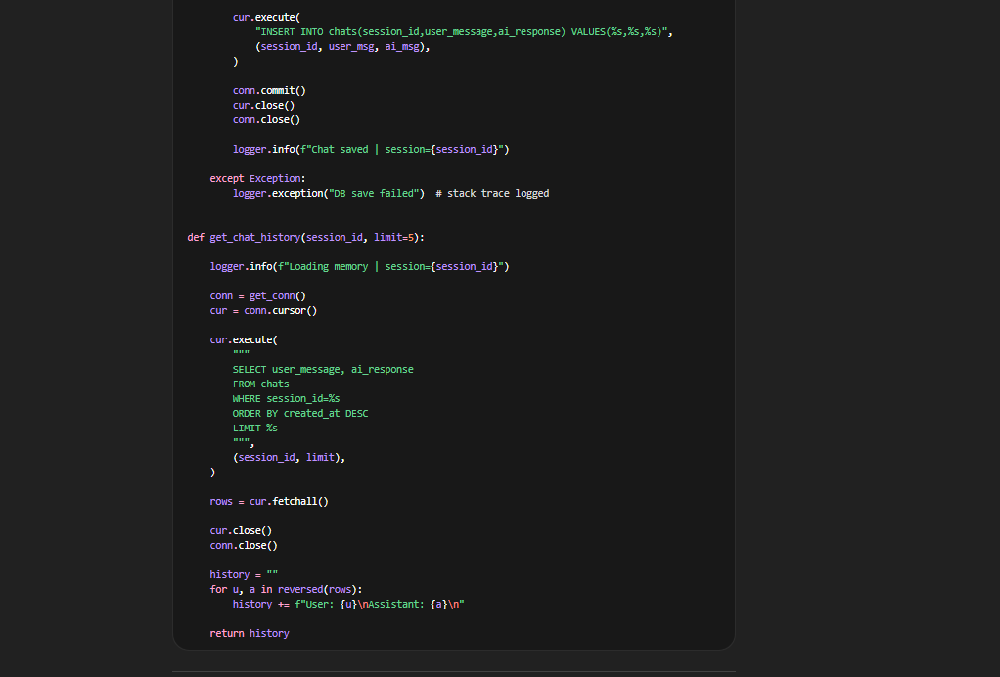 cur.execute(
"INSERT INTO chats(session_id,user_message,ai_response) VALUES(%s,%s,%s)",
(session_id, user_msg, ai_msg),
)
conn.commit()
cur.close()
conn.close()
logger.info(f"Chat saved | session={session_id}")
except Exception:
logger.exception("DB save failed")  # stack trace logged
def get_chat_history(session_id, limit=5):
logger.info(f"Loading memory | session={session_id}")
conn = get_conn()
cur = conn.cursor()
cur.execute(
"""
SELECT user_message, ai_response
FROM chats
WHERE session_id=%s
ORDER BY created_at DESC
LIMIT %s
""",
(session_id, limit),
)
rows = cur.fetchall()
cur.close()
conn.close()
history = ""
for u, a in reversed(rows):
history += f"User: {u}\nAssistant: {a}\n"
return history